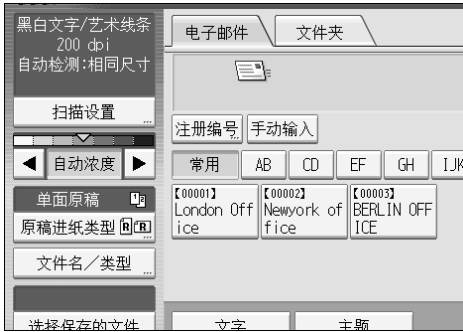 黑白文字/艺术线条
200 dpi
自动检测:相同尺寸
扫描设置
自动浓度
单面原稿
原稿进纸类型
文件名／类型
选择保存的文件
电子邮件
文件夹
注册编号
手动输入
常用
AB
CD
EF
GH
IJK
【00001】
London Off
ice
【00002】
Newyork of
fice
【00003】
BERLIN OFF
ICE
文字
主题